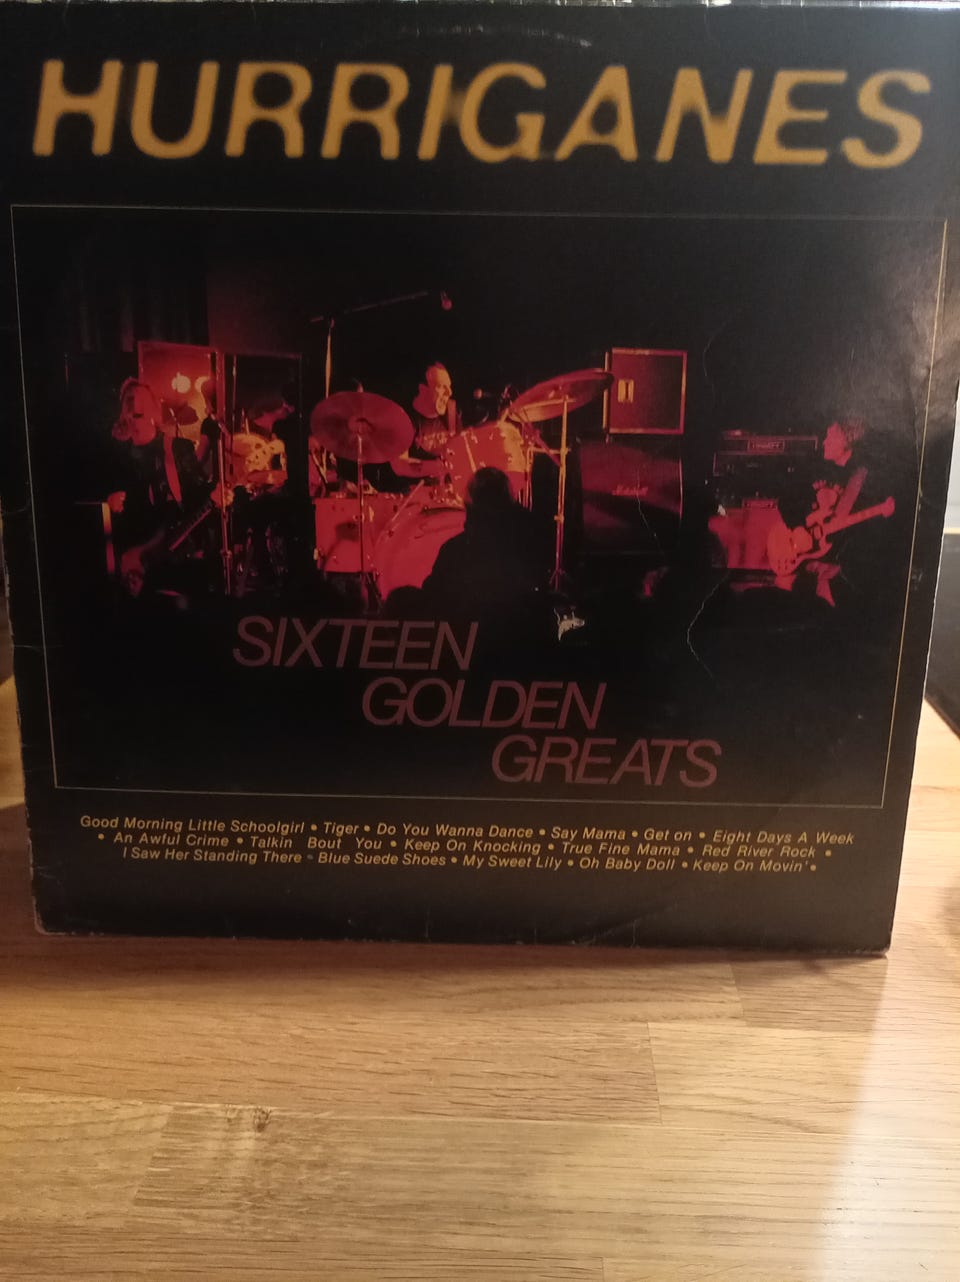 HURRIGANES
SIXTEEN
GOLDEN
GREATS
Good Morning Little Schoolgirl • Tiger • Do You Wanna Dance • Say Mama • Get on • Eight Days A Week
• An Awful Crime • Talkin Bout You • Keep On Knocking • True Fine Mama • Red River Rock •
I Saw Her Standing There • Blue Suede Shoes • My Sweet Lily • Oh Baby Doll • Keep On Movin' •